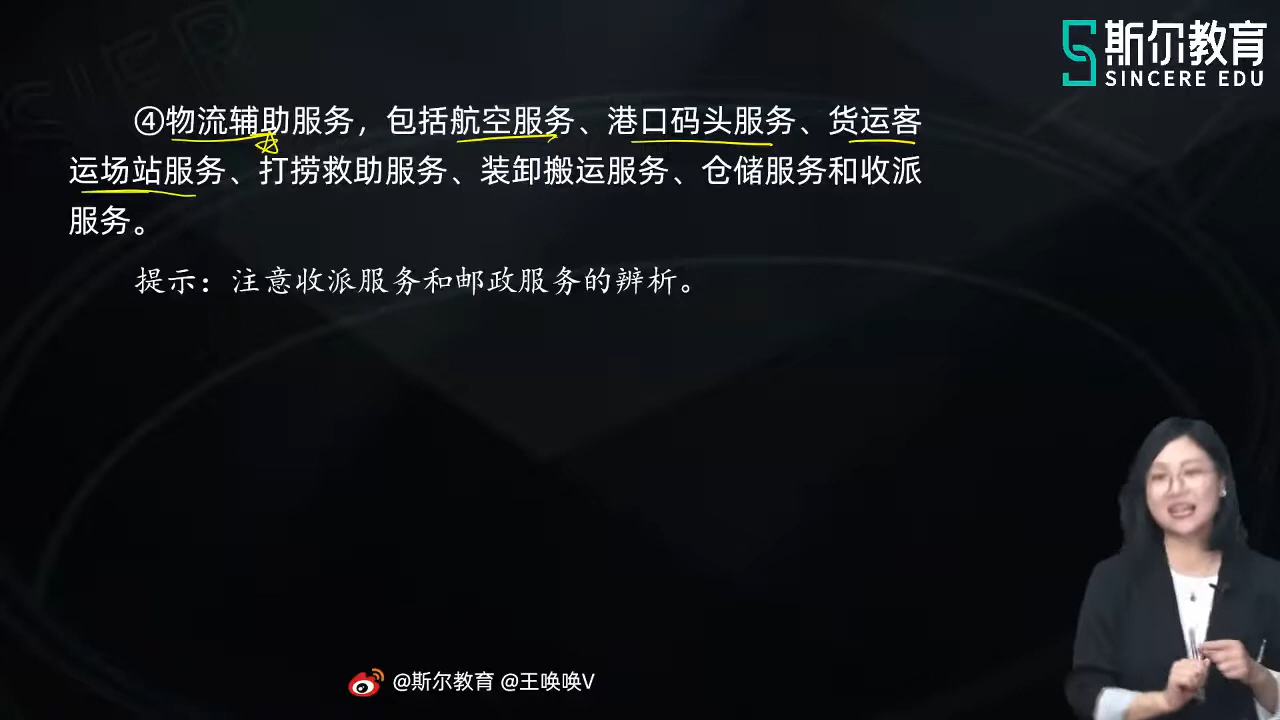 斯尔教育
SINCERE EDU
④物流辅助服务，包括航空服务、港口码头服务、货运客
运场站服务、打捞救助服务、装卸搬运服务、仓储服务和收派
服务。
提示：注意收派服务和邮政服务的辨析。
@斯尔教育 @王唤唤V